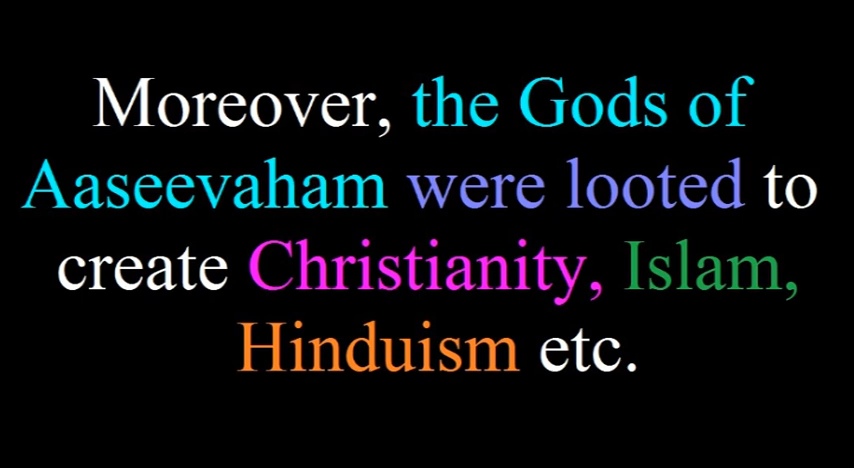 Moreover, the Gods of
Aaseevaham were looted to
create Christianity, Islam,
Hinduism etc.